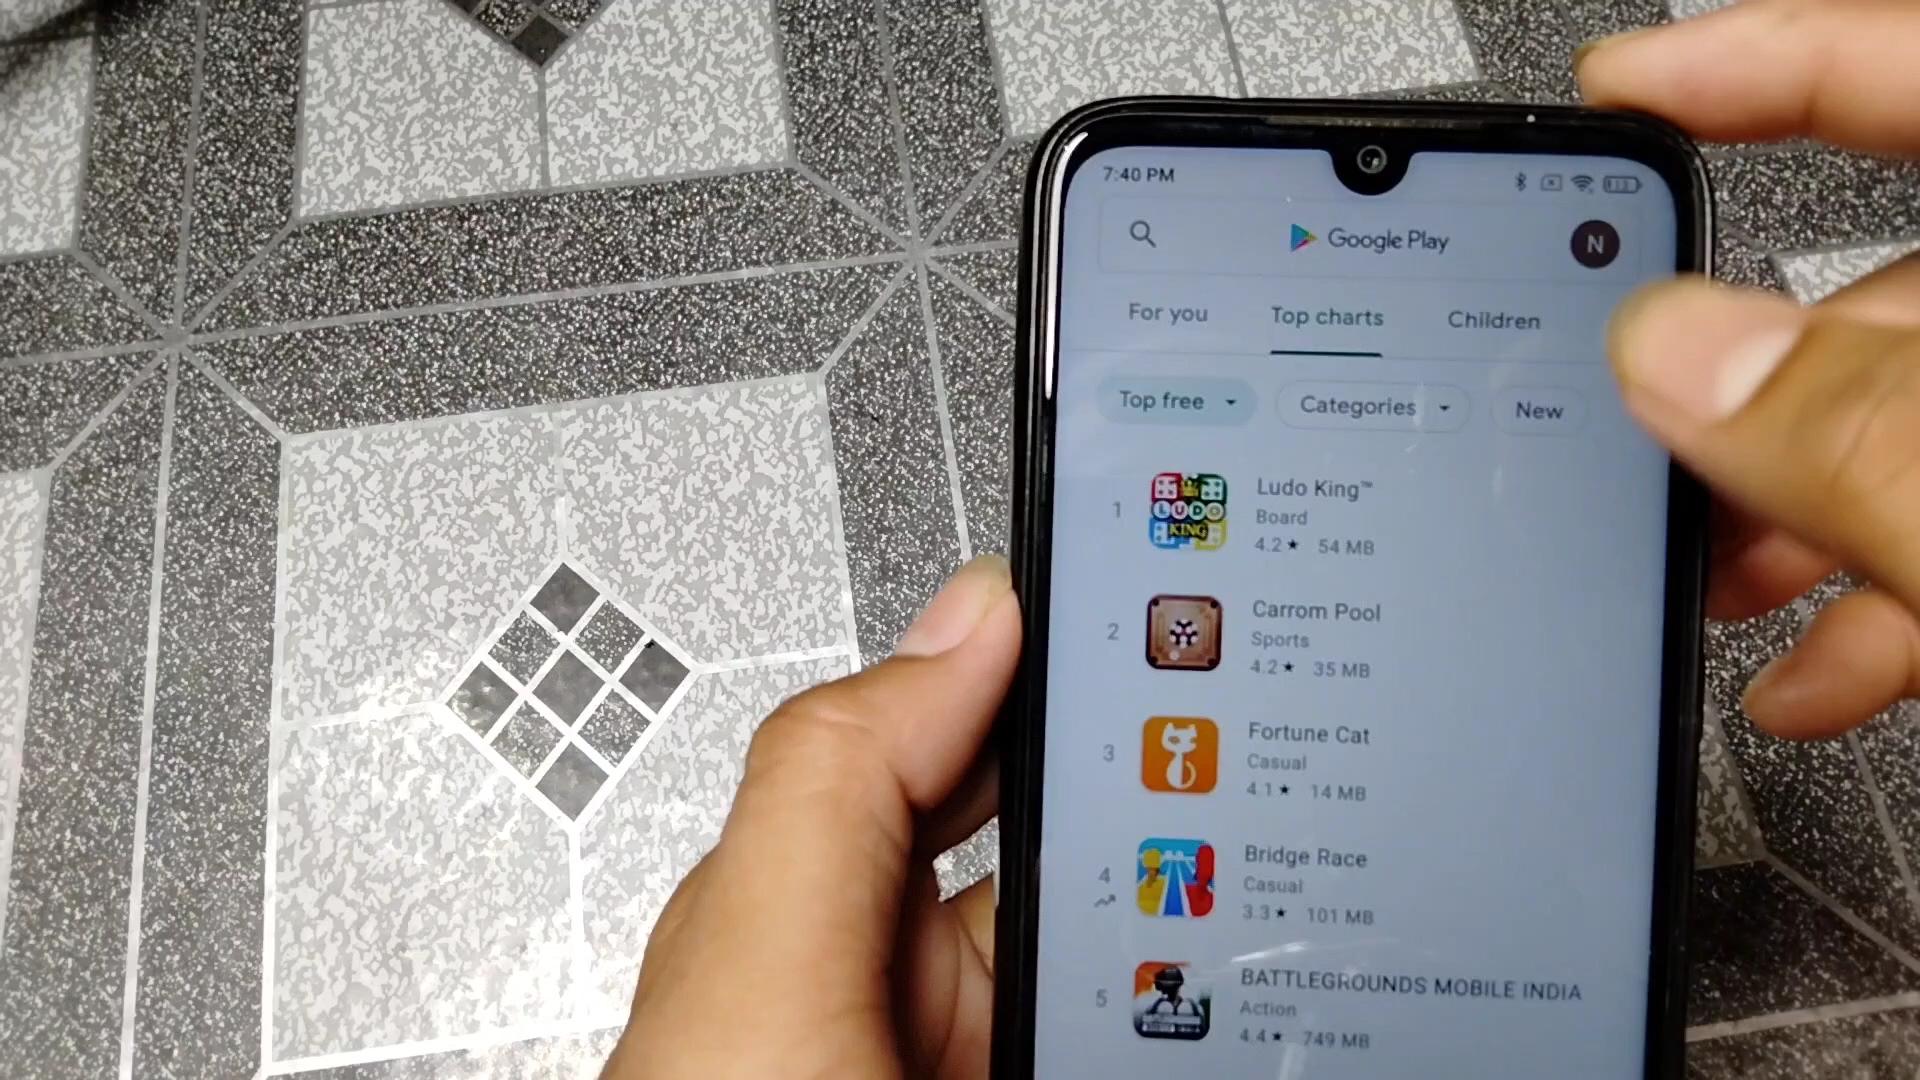 7:40 PM
Google Play
N
For you
Top charts
Children
Top free
Categories
New
1
LUDO
KING
Ludo King™
Board
4.2★ 54 MB
2
Carrom Pool
Sports
4.2★ 35 MB
3
Fortune Cat
Casual
4.1★ 14 MB
4
Bridge Race
Casual
3.3★ 101 MB
5
BATTLEGROUNDS MOBILE INDIA
Action
4.4★ 749 MB